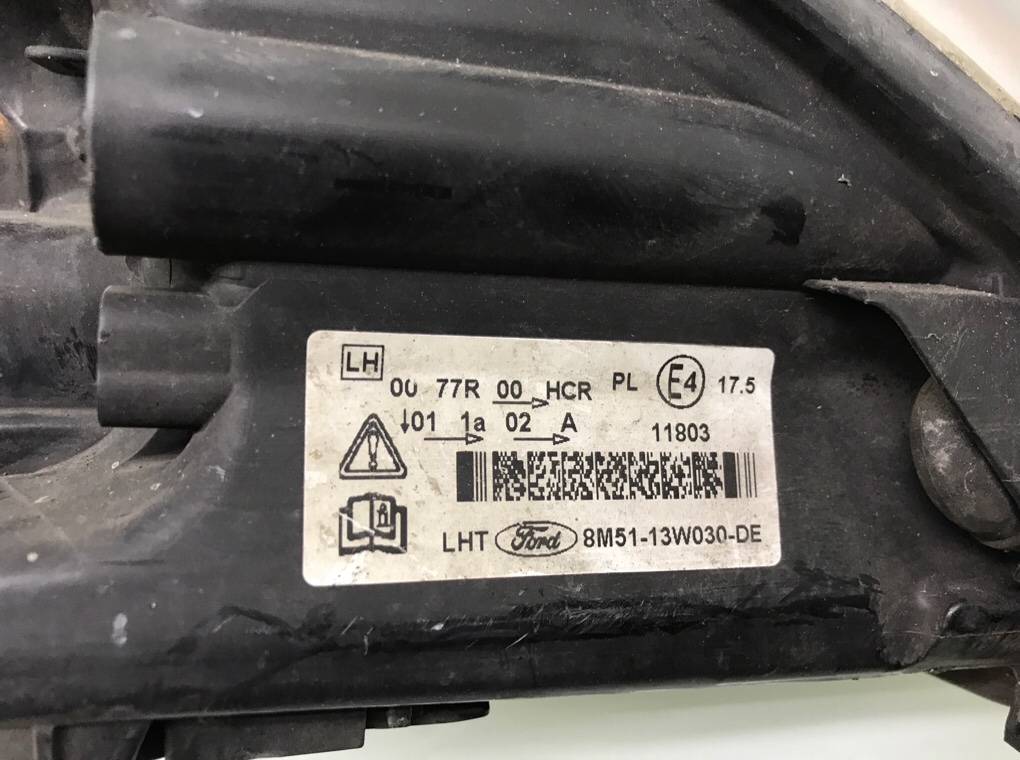 LH
00 77R 00 HCR PL E4 17.5
↓01 1a 02 A 11803
LHT Ford 8M51-13W030-DE